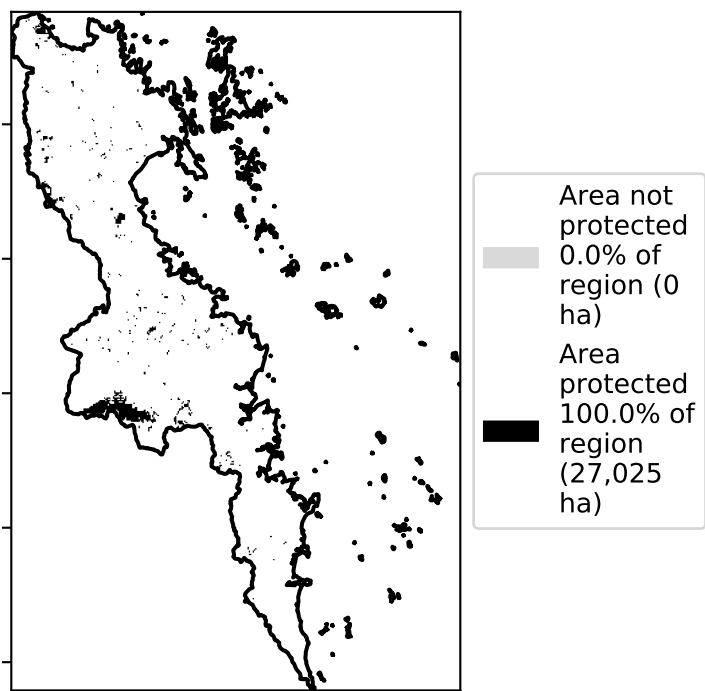 Area not
protected
0.0% of
region (0
ha)
Area
protected
100.0% of
region
(27,025
ha)